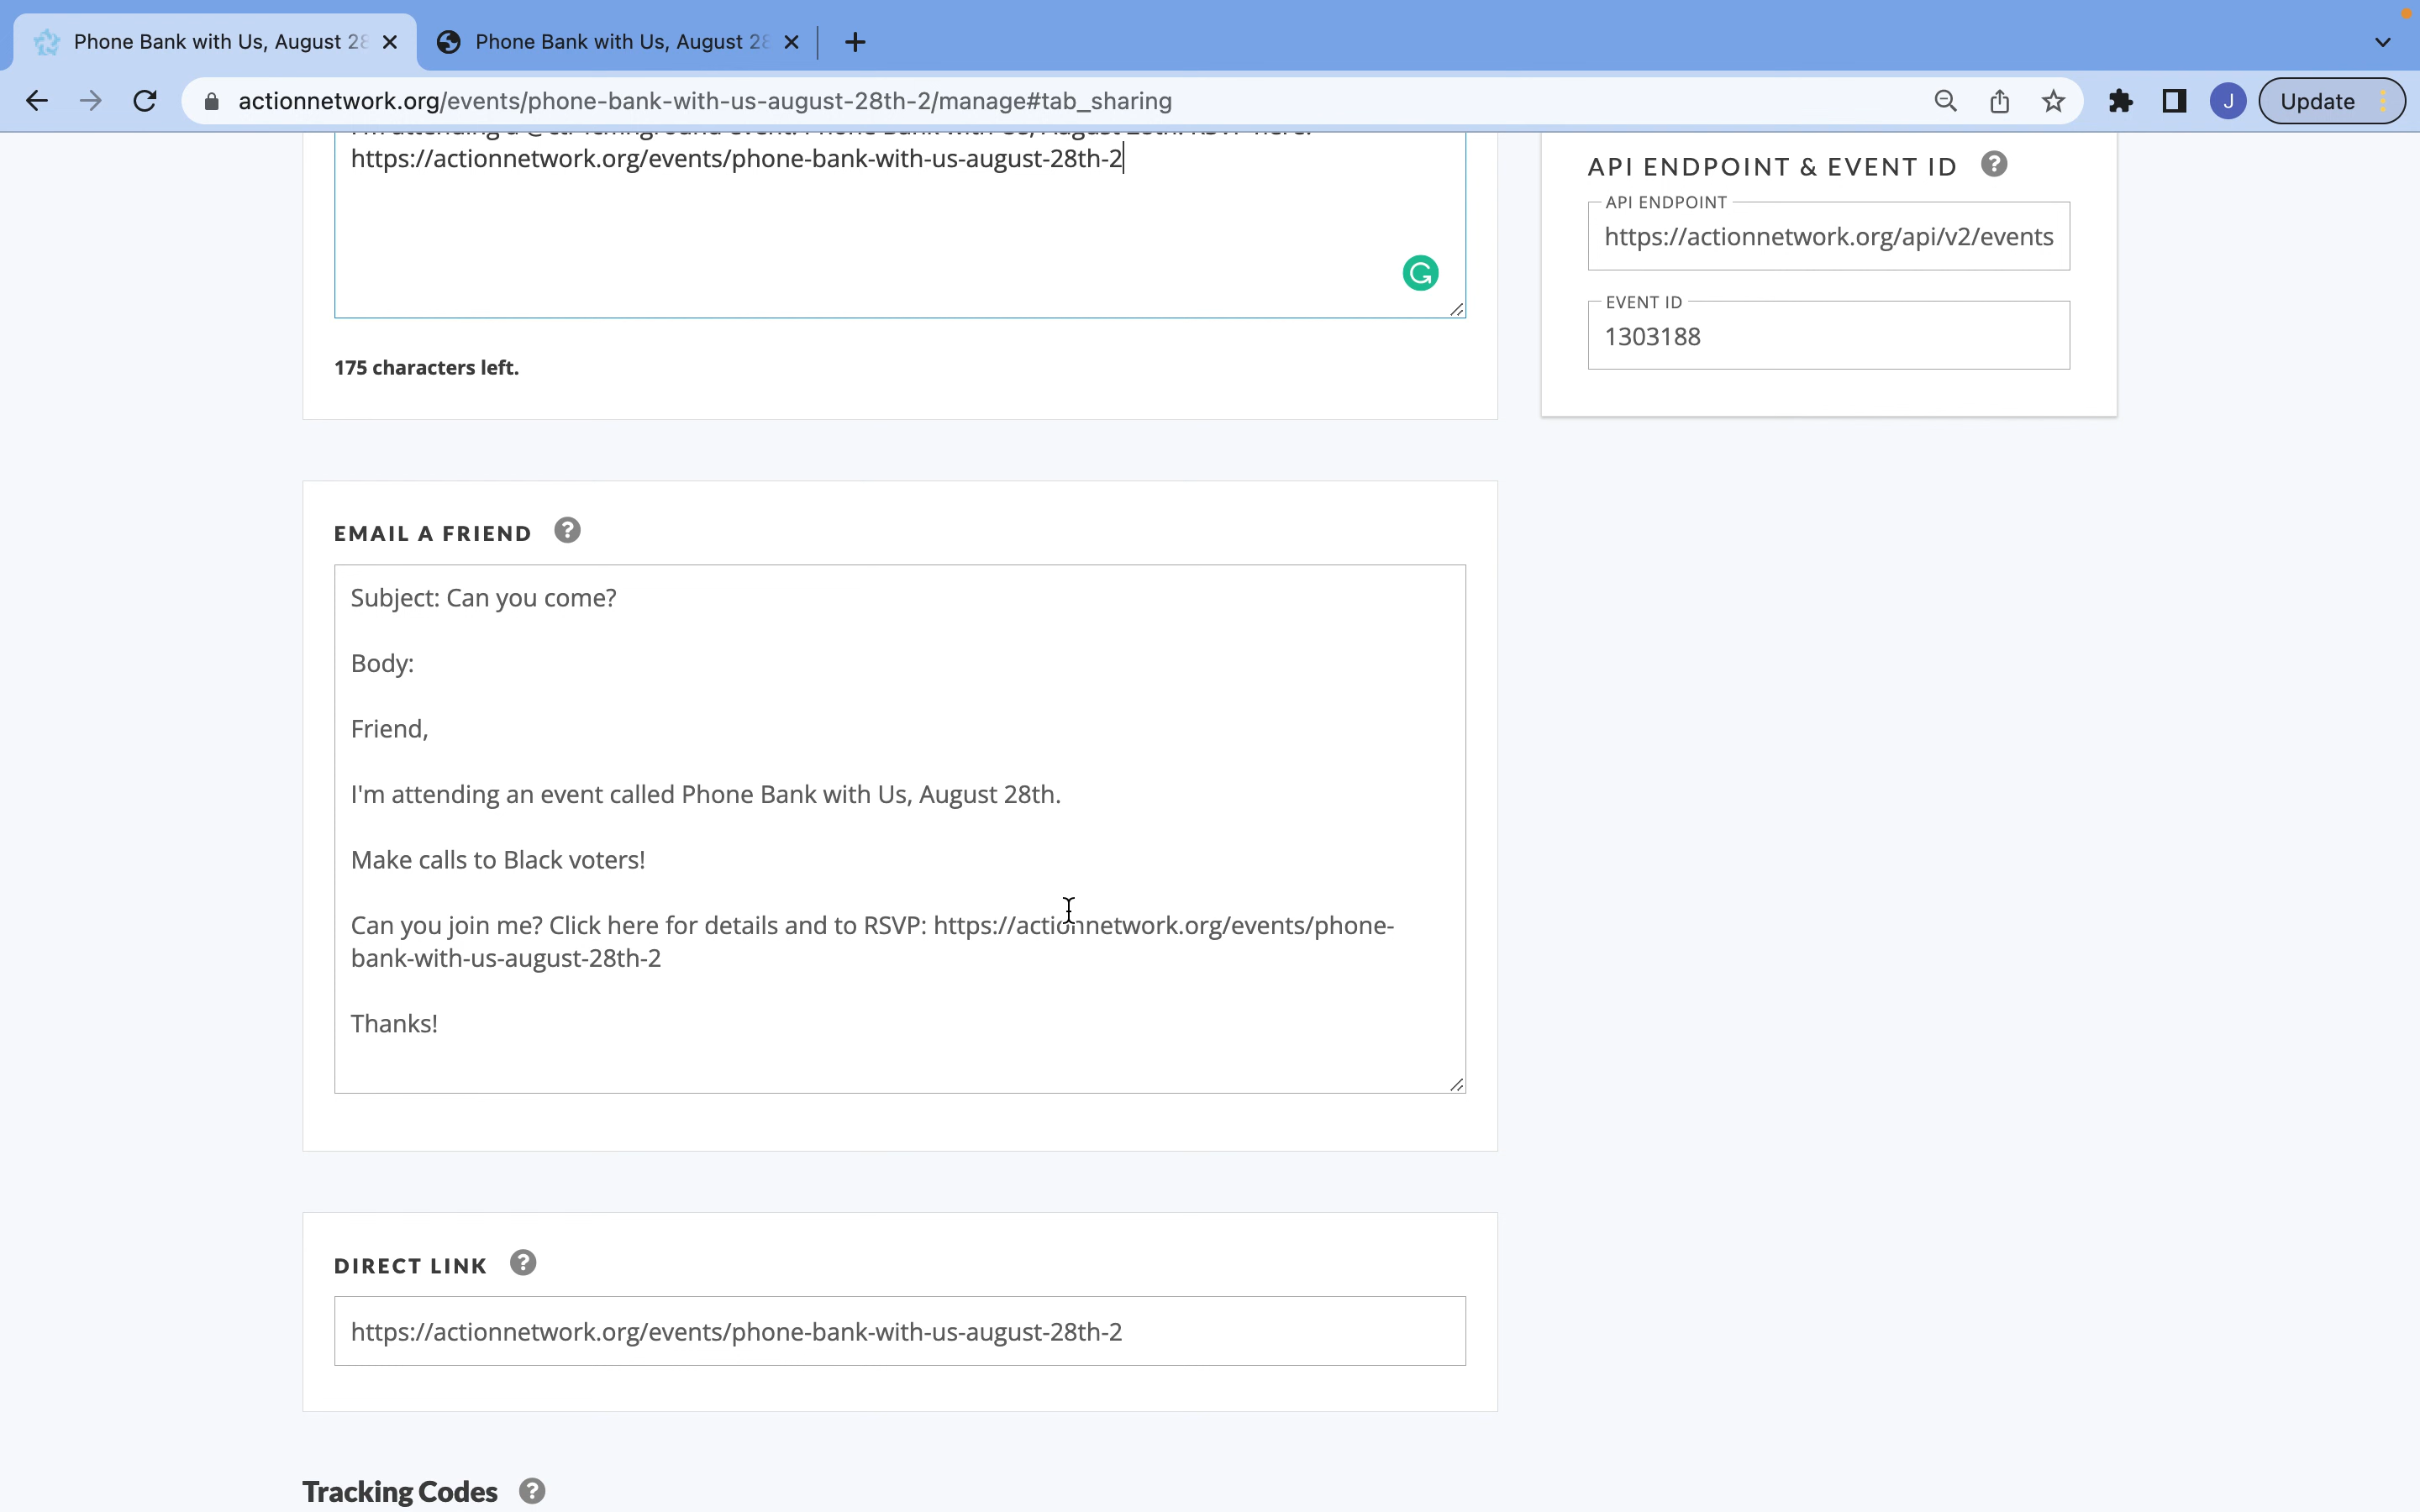 Phone Bank with Us, August 28
Phone Bank with Us, August 28
actionnetwork.org/events/phone-bank-with-us-august-28th-2/manage#tab_sharing
J
Update
https://actionnetwork.org/events/phone-bank-with-us-august-28th-2
175 characters left.
API ENDPOINT & EVENT ID ?
API ENDPOINT
https://actionnetwork.org/api/v2/events
EVENT ID
1303188
EMAIL A FRIEND ?
Subject: Can you come?
Body:
Friend,
I'm attending an event called Phone Bank with Us, August 28th.
Make calls to Black voters!
Can you join me? Click here for details and to RSVP: https://actionnetwork.org/events/phone-
bank-with-us-august-28th-2
Thanks!
DIRECT LINK ?
https://actionnetwork.org/events/phone-bank-with-us-august-28th-2
Tracking Codes ?